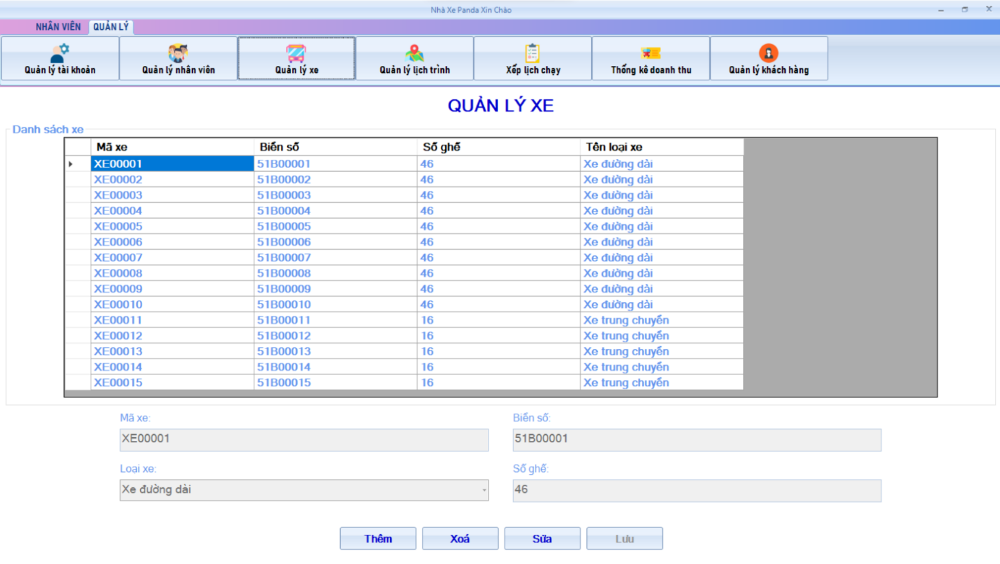 Nhà Xe Panda Xin Chào
NHÂN VIÊN QUẢN LÝ
Quản lý tài khoản Quản lý nhân viên Quản lý xe Quản lý lịch trình Xếp lịch chạy Thống kê doanh thu Quản lý khách hàng
QUẢN LÝ XE
Danh sách xe
Mã xe Biển số Số ghế Tên loại xe
XE00001 51B00001 46 Xe đường dài
XE00002 51B00002 46 Xe đường dài
XE00003 51B00003 46 Xe đường dài
XE00004 51B00004 46 Xe đường dài
XE00005 51B00005 46 Xe đường dài
XE00006 51B00006 46 Xe đường dài
XE00007 51B00007 46 Xe đường dài
XE00008 51B00008 46 Xe đường dài
XE00009 51B00009 46 Xe đường dài
XE00010 51B00010 46 Xe đường dài
XE00011 51B00011 16 Xe trung chuyển
XE00012 51B00012 16 Xe trung chuyển
XE00013 51B00013 16 Xe trung chuyển
XE00014 51B00014 16 Xe trung chuyển
XE00015 51B00015 16 Xe trung chuyển
Mã xe: Biển số:
XE00001 51B00001
Loại xe: Số ghế:
Xe đường dài 46
Thêm Xoá Sửa Lưu